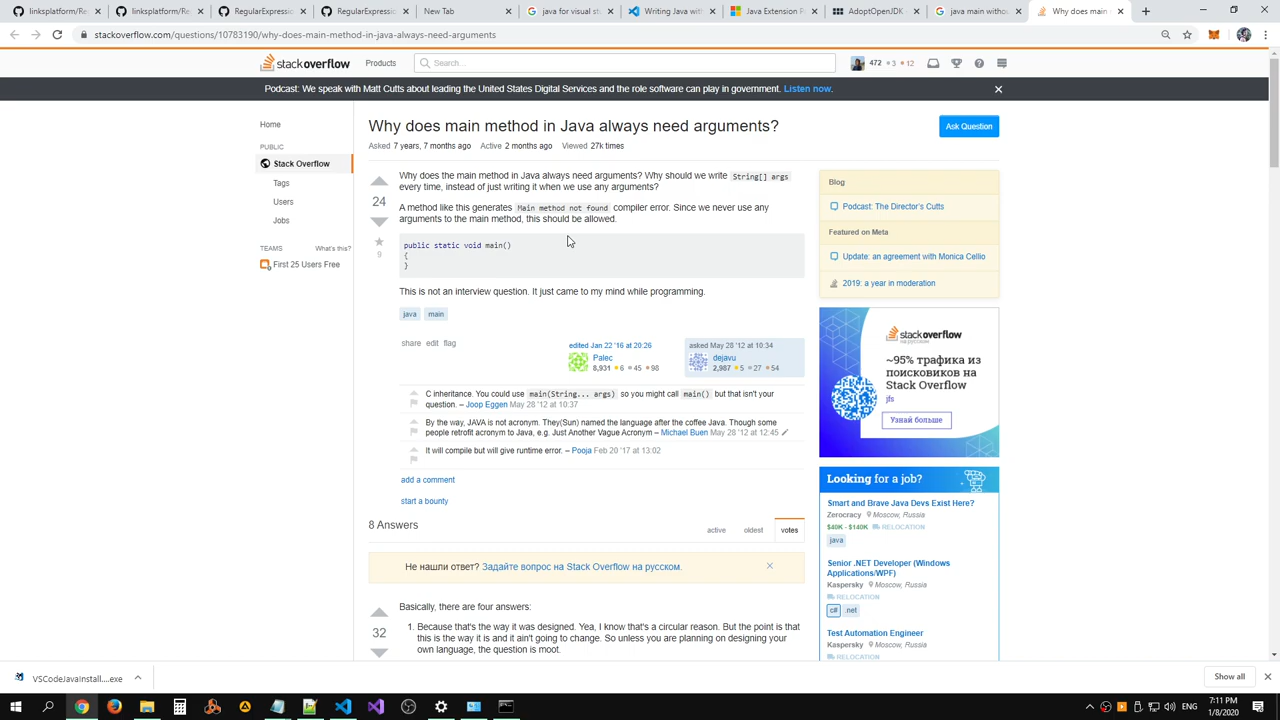 linksplatform/Re
linksplatform/Re
RegularExpressio
RegularExpressio
New Tab
for visual st
Writing Java with
Java Extension P
AdoptOpenJDK
java main witho
Why does main
stackoverflow.com/questions/10783190/why-does-main-method-in-java-always-need-arguments
stackoverflow
Products
Search...
472 3 12
Podcast: We speak with Matt Cutts about leading the United States Digital Services and the role software can play in government. Listen now.
Home
PUBLIC
Stack Overflow
Tags
Users
Jobs
TEAMS What's this?
First 25 Users Free
Why does main method in Java always need arguments?
Ask Question
Asked 7 years, 7 months ago Active 2 months ago Viewed 27k times
24
9
Why does the main method in Java always need arguments? Why should we write String[] args
every time, instead of just writing it when we use any arguments?
A method like this generates Main method not found compiler error. Since we never use any
arguments to the main method, this should be allowed.
public static void main()
{
}
This is not an interview question. It just came to my mind while programming.
java main
share edit flag
edited Jan 22 '16 at 20:26
Palec
8,931 6 45 98
asked May 28 '12 at 10:34
dejavu
2,987 5 27 54
C inheritance. You could use main(String... args) so you might call main() but that isn't your
question. – Joop Eggen May 28 '12 at 10:37
By the way, JAVA is not acronym. They(Sun) named the language after the coffee Java. Though some
people retrofit acronym to Java, e.g. Just Another Vague Acronym – Michael Buen May 28 '12 at 12:45
It will compile but will give runtime error. – Pooja Feb 20 '17 at 13:02
add a comment
start a bounty
8 Answers
active oldest votes
Не нашли ответ? Задайте вопрос на Stack Overflow на русском.
32
Basically, there are four answers:
1. Because that's the way it was designed. Yea, I know that's a circular reason. But the point is that
this is the way it is and it ain't going to change. So unless you are planning on designing your
own language, the question is moot.
Blog
Podcast: The Director's Cutts
Featured on Meta
Update: an agreement with Monica Cellio
2019: a year in moderation
stackoverflow
на русском
~95% трафика из
поисковиков на
Stack Overflow
jfs
Узнай больше
Looking for a job?
Smart and Brave Java Devs Exist Here?
Zerocracy Moscow, Russia
$40K - $140K RELOCATION
java
Senior .NET Developer (Windows
Applications/WPF)
Kaspersky Moscow, Russia
RELOCATION
c# .net
Test Automation Engineer
Kaspersky Moscow, Russia
RELOCATION
VSCodeJavaInstall....exe
Show all
7:11 PM
1/8/2020